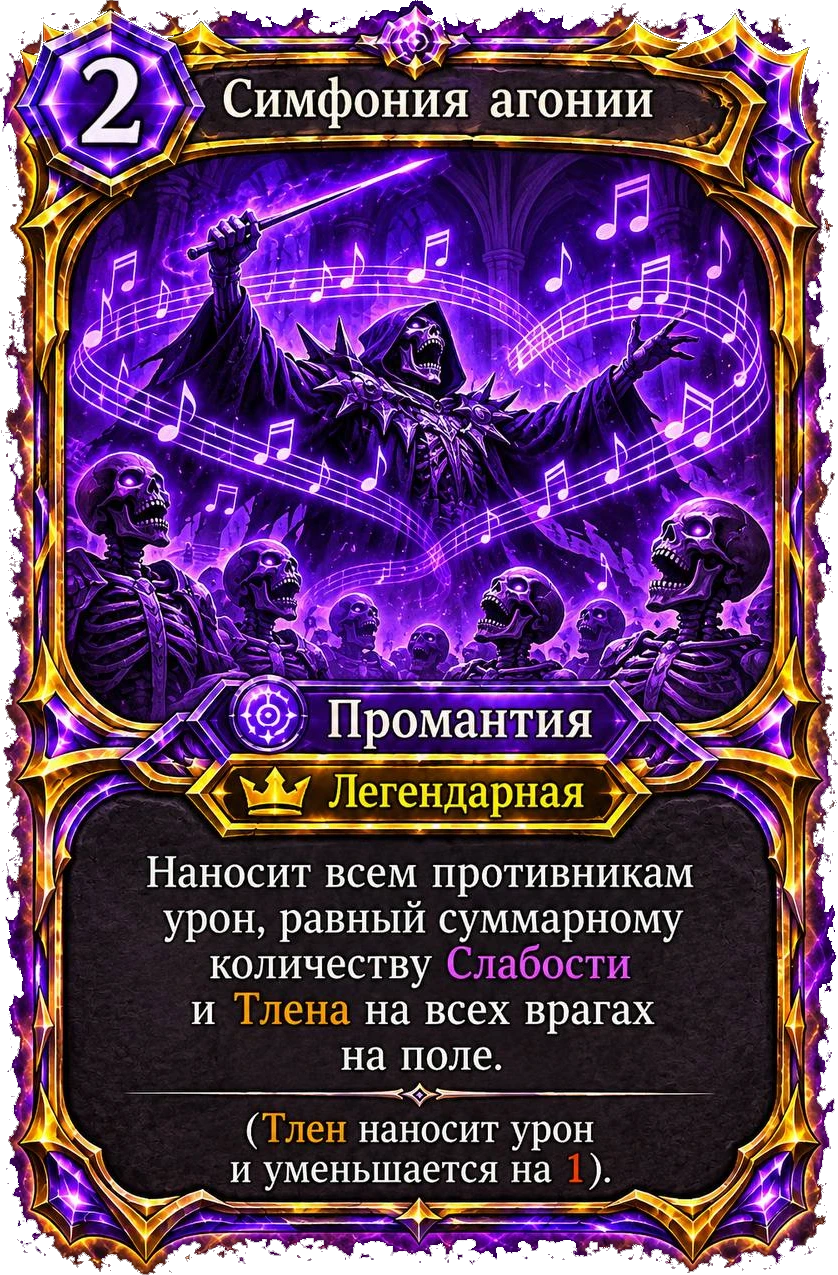 2
Симфония агонии
Промантия
Легендарная
Наносит всем противникам
урон, равный суммарному
количеству Слабости
и Тлена на всех врагах
на поле.
(Тлен наносит урон
и уменьшается на 1).